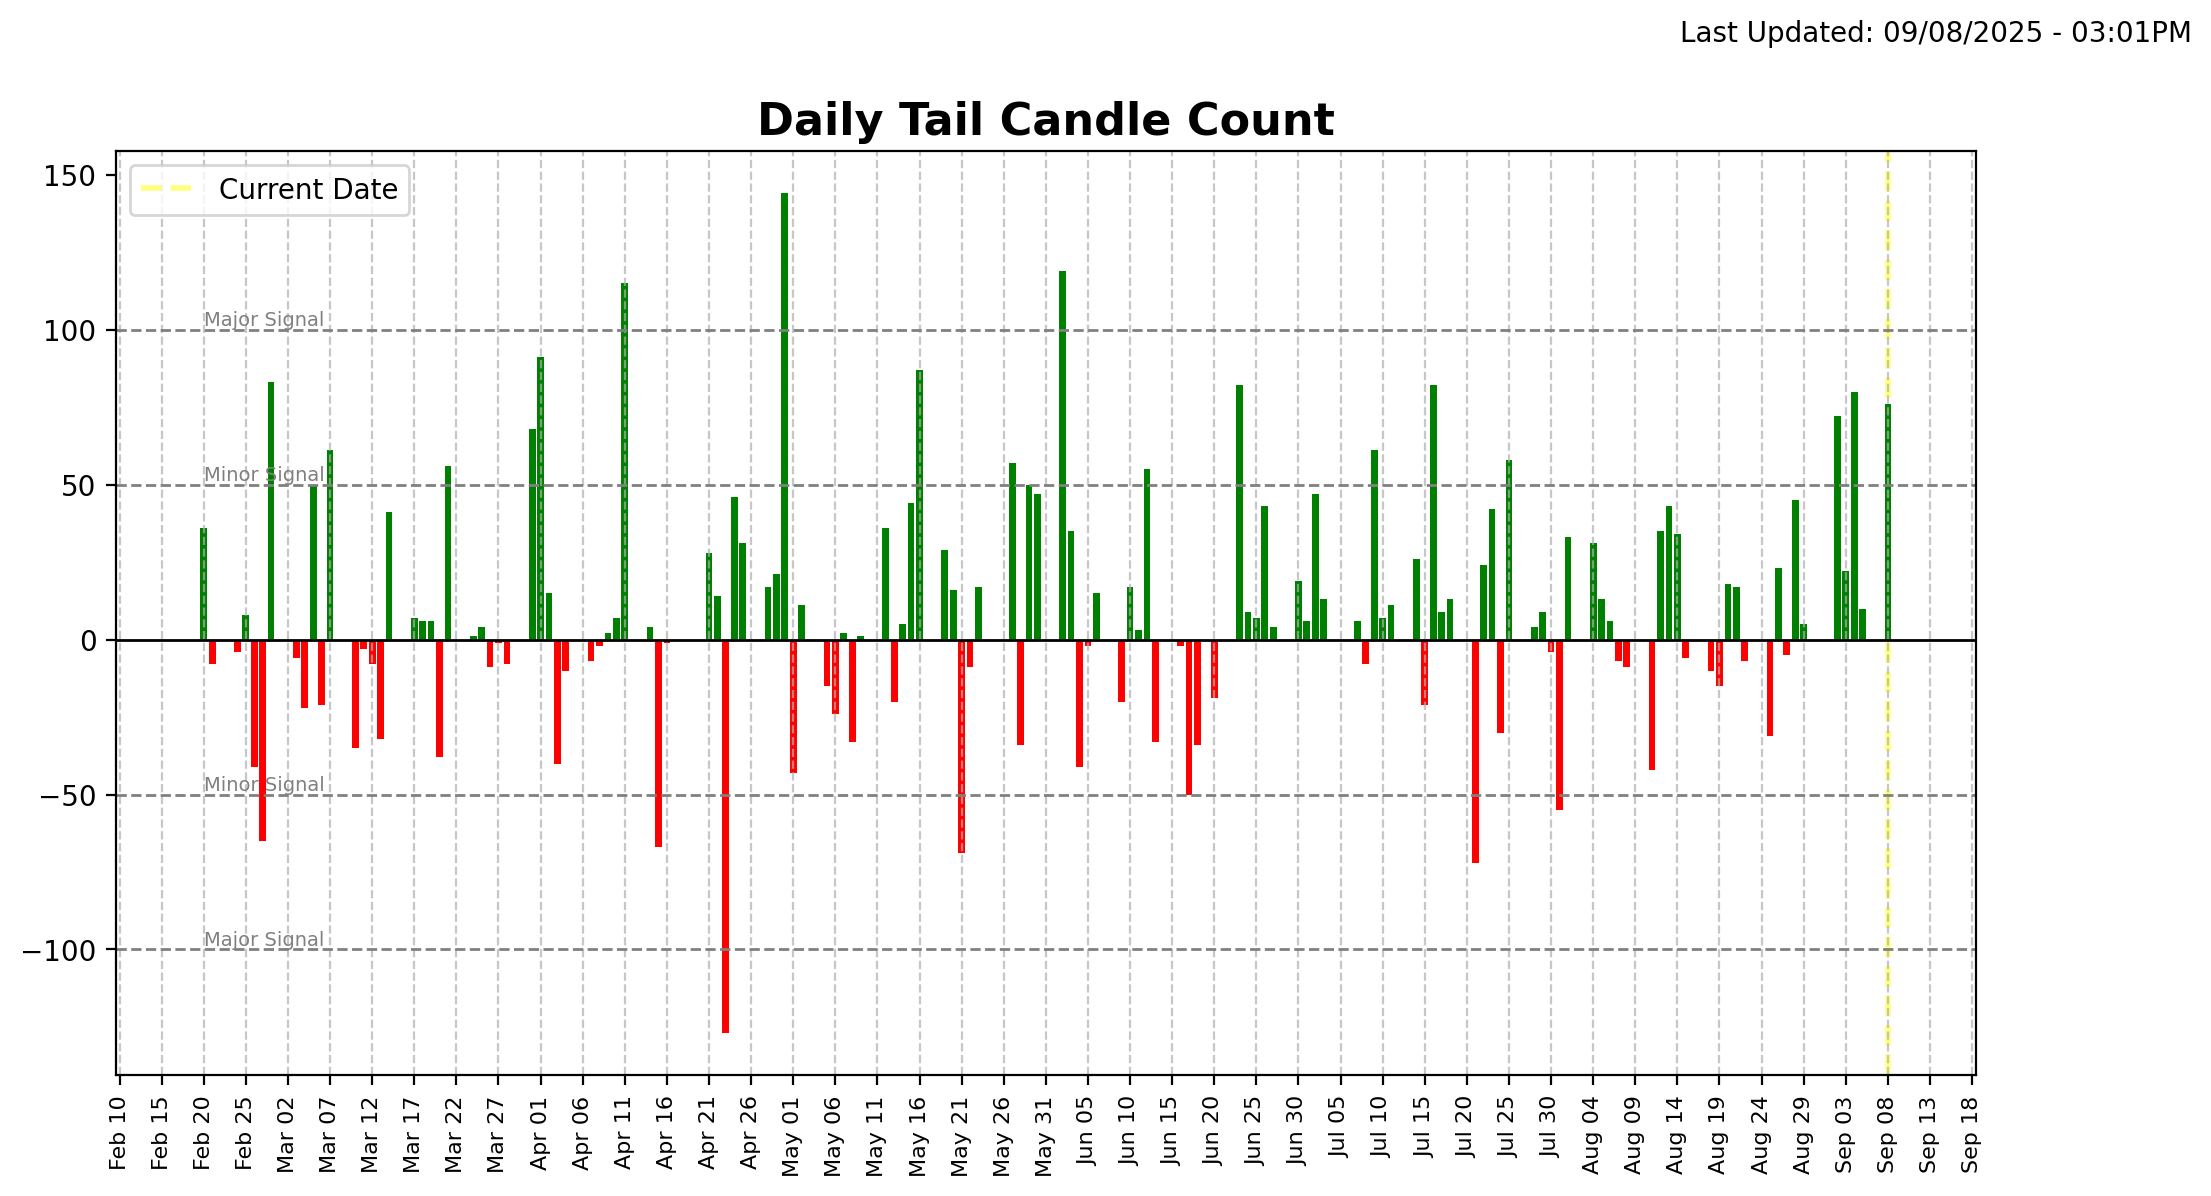 Last Updated: 09/08/2025 - 03:01PM
Daily Tail Candle Count
Current Date
150
100
50
0
−50
−100
Major Signal
Minor Signal
Minor Signal
Major Signal
Feb 10
Feb 15
Feb 20
Feb 25
Mar 02
Mar 07
Mar 12
Mar 17
Mar 22
Mar 27
Apr 01
Apr 06
Apr 11
Apr 16
Apr 21
Apr 26
May 01
May 06
May 11
May 16
May 21
May 26
May 31
Jun 05
Jun 10
Jun 15
Jun 20
Jun 25
Jun 30
Jul 05
Jul 10
Jul 15
Jul 20
Jul 25
Jul 30
Aug 04
Aug 09
Aug 14
Aug 19
Aug 24
Aug 29
Sep 03
Sep 08
Sep 13
Sep 18